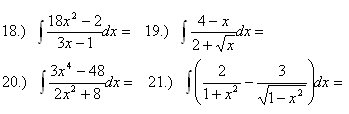 18.) ∫ (18x² − 2)/(3x − 1) dx = 19.) ∫ (4 − x)/(2 + √x) dx =
20.) ∫ (3x⁴ − 48)/(2x² + 8) dx = 21.) ∫ (2/(1 + x²) − 3/√(1 − x²)) dx =